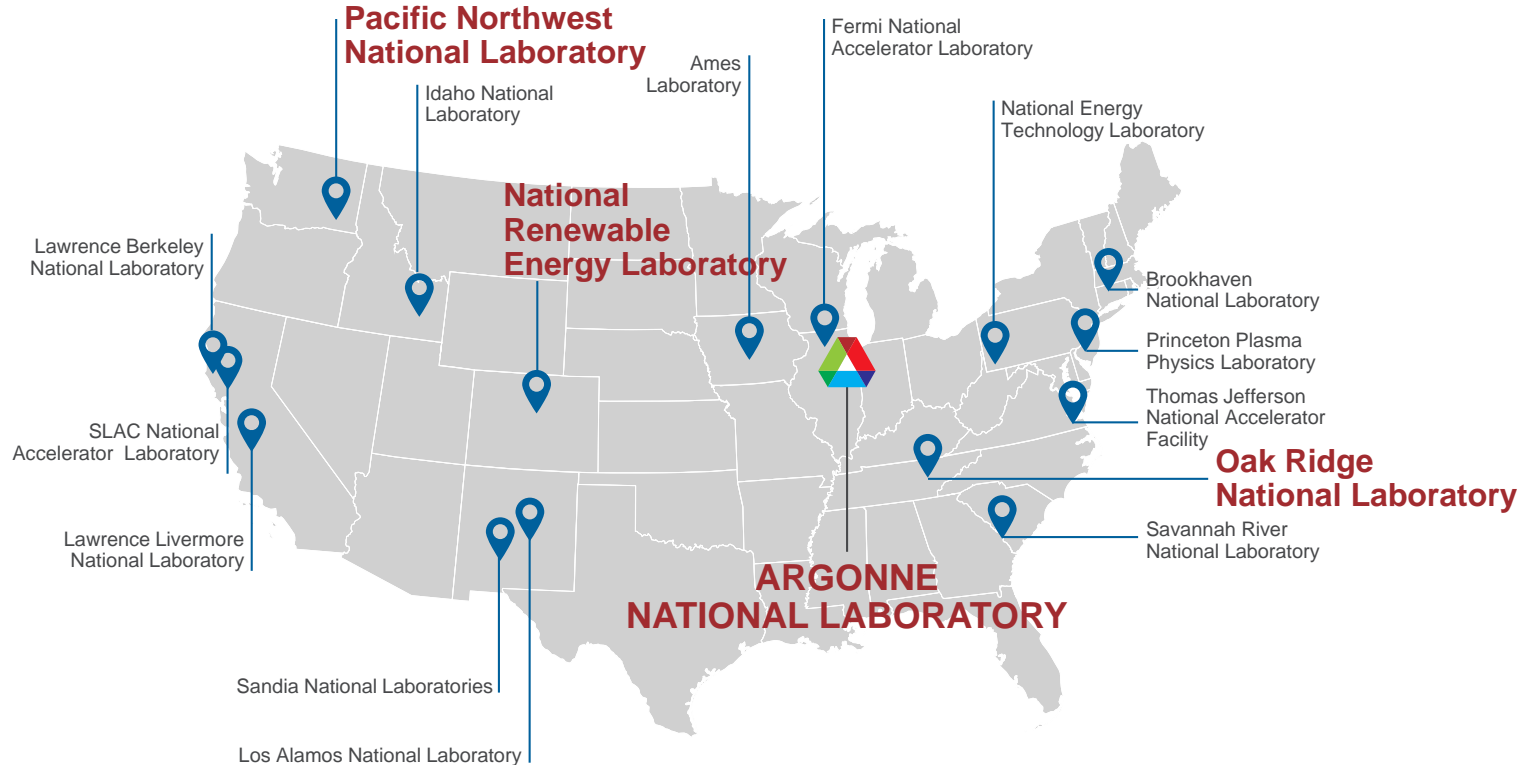 Pacific Northwest
National Laboratory
Fermi National
Accelerator Laboratory
Ames
Laboratory
Idaho National
Laboratory
National Energy
Technology Laboratory
National
Renewable
Energy Laboratory
Lawrence Berkeley
National Laboratory
Brookhaven
National Laboratory
Princeton Plasma
Physics Laboratory
Thomas Jefferson
National Accelerator
Facility
SLAC National
Accelerator Laboratory
Oak Ridge
National Laboratory
Lawrence Livermore
National Laboratory
Savannah River
National Laboratory
ARGONNE
NATIONAL LABORATORY
Sandia National Laboratories
Los Alamos National Laboratory